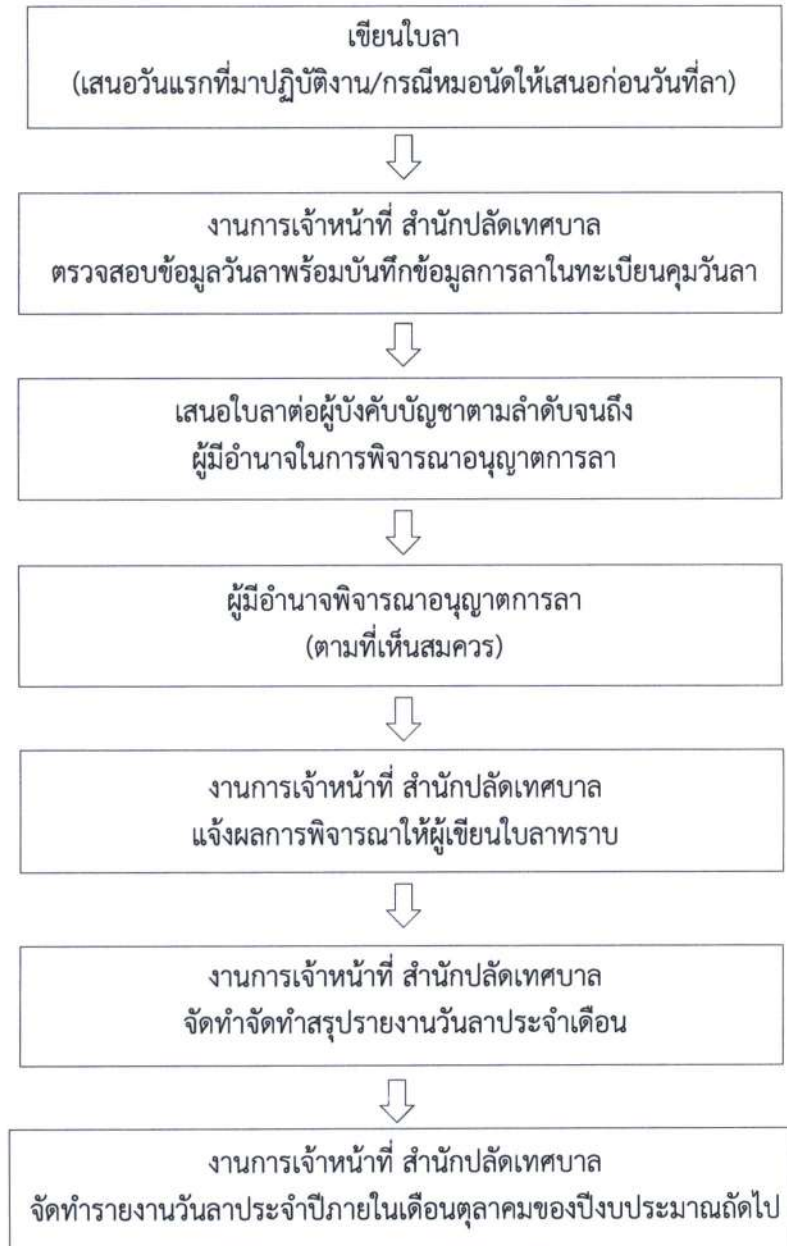 เขียนใบลา
(เสนอวันแรกที่มาปฏิบัติงาน/กรณีหมอนัดให้เสนอก่อนวันที่ลา)
งานการเจ้าหน้าที่ สำนักปลัดเทศบาล
ตรวจสอบข้อมูลวันลาพร้อมบันทึกข้อมูลการลาในทะเบียนคุมวันลา
เสนอใบลาต่อผู้บังคับบัญชาตามลำดับจนถึง
ผู้มีอำนาจในการพิจารณาอนุญาตการลา
ผู้มีอำนาจพิจารณาอนุญาตการลา
(ตามที่เห็นสมควร)
งานการเจ้าหน้าที่ สำนักปลัดเทศบาล
แจ้งผลการพิจารณาให้ผู้เขียนใบลาทราบ
งานการเจ้าหน้าที่ สำนักปลัดเทศบาล
จัดทำจัดทำสรุปรายงานวันลาประจำเดือน
งานการเจ้าหน้าที่ สำนักปลัดเทศบาล
จัดทำรายงานวันลาประจำปีภายในเดือนตุลาคมของปีงบประมาณถัดไป